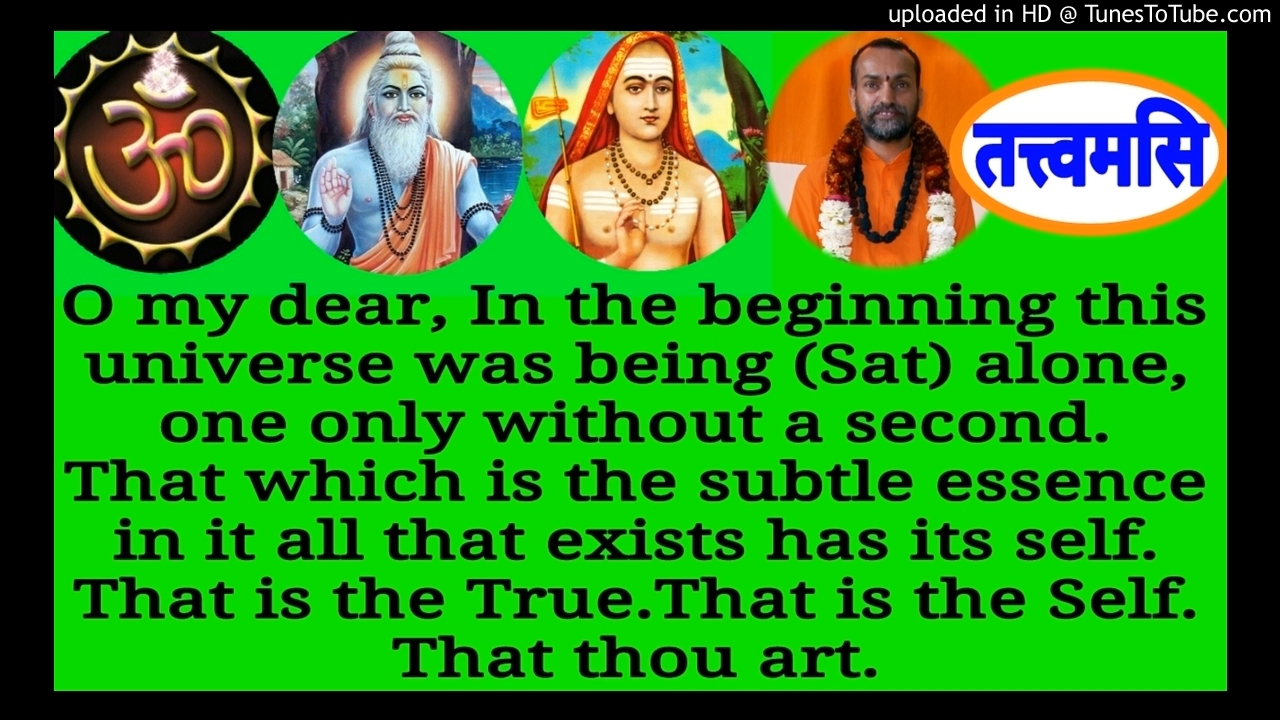 uploaded in HD @ TunesToTube.com
ॐ
तत्त्वमसि
O my dear, In the beginning this
universe was being (Sat) alone,
one only without a second.
That which is the subtle essence
in it all that exists has its self.
That is the True.That is the Self.
That thou art.